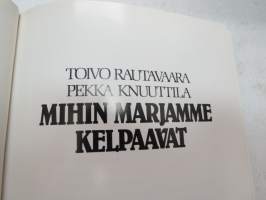 TOIVO RAUTAVAARA
PEKKA KNUUTTILA
MIHIN MARJAMME
KELPAAVAT